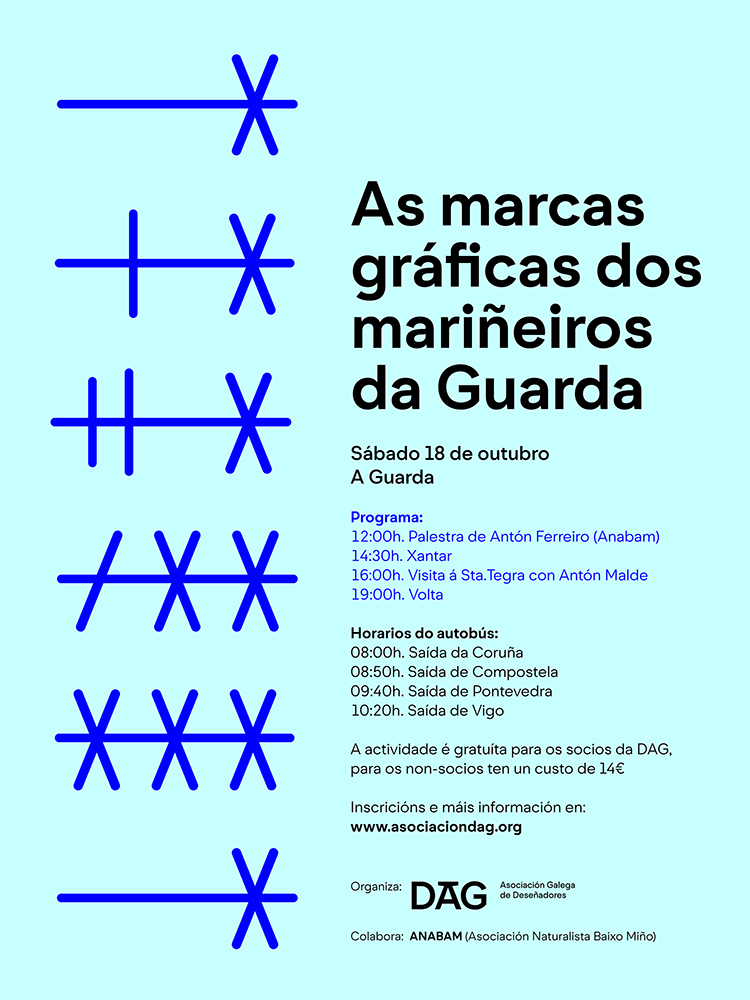 As marcas
gráficas dos
mariñeiros
da Guarda
Sábado 18 de outubro
A Guarda
Programa:
12:00h. Palestra de Antón Ferreiro (Anabam)
14:30h. Xantar
16:00h. Visita á Sta.Tegra con Antón Malde
19:00h. Volta
Horarios do autobús:
08:00h. Saída da Coruña
08:50h. Saída de Compostela
09:40h. Saída de Pontevedra
10:20h. Saída de Vigo
A actividade é gratuíta para os socios da DAG,
para os non-socios ten un custo de 14€
Inscricións e máis información en:
www.asociaciondag.org
Organiza: DAG Asociación Galega
de Deseñadores
Colabora: ANABAM (Asociación Naturalista Baixo Miño)